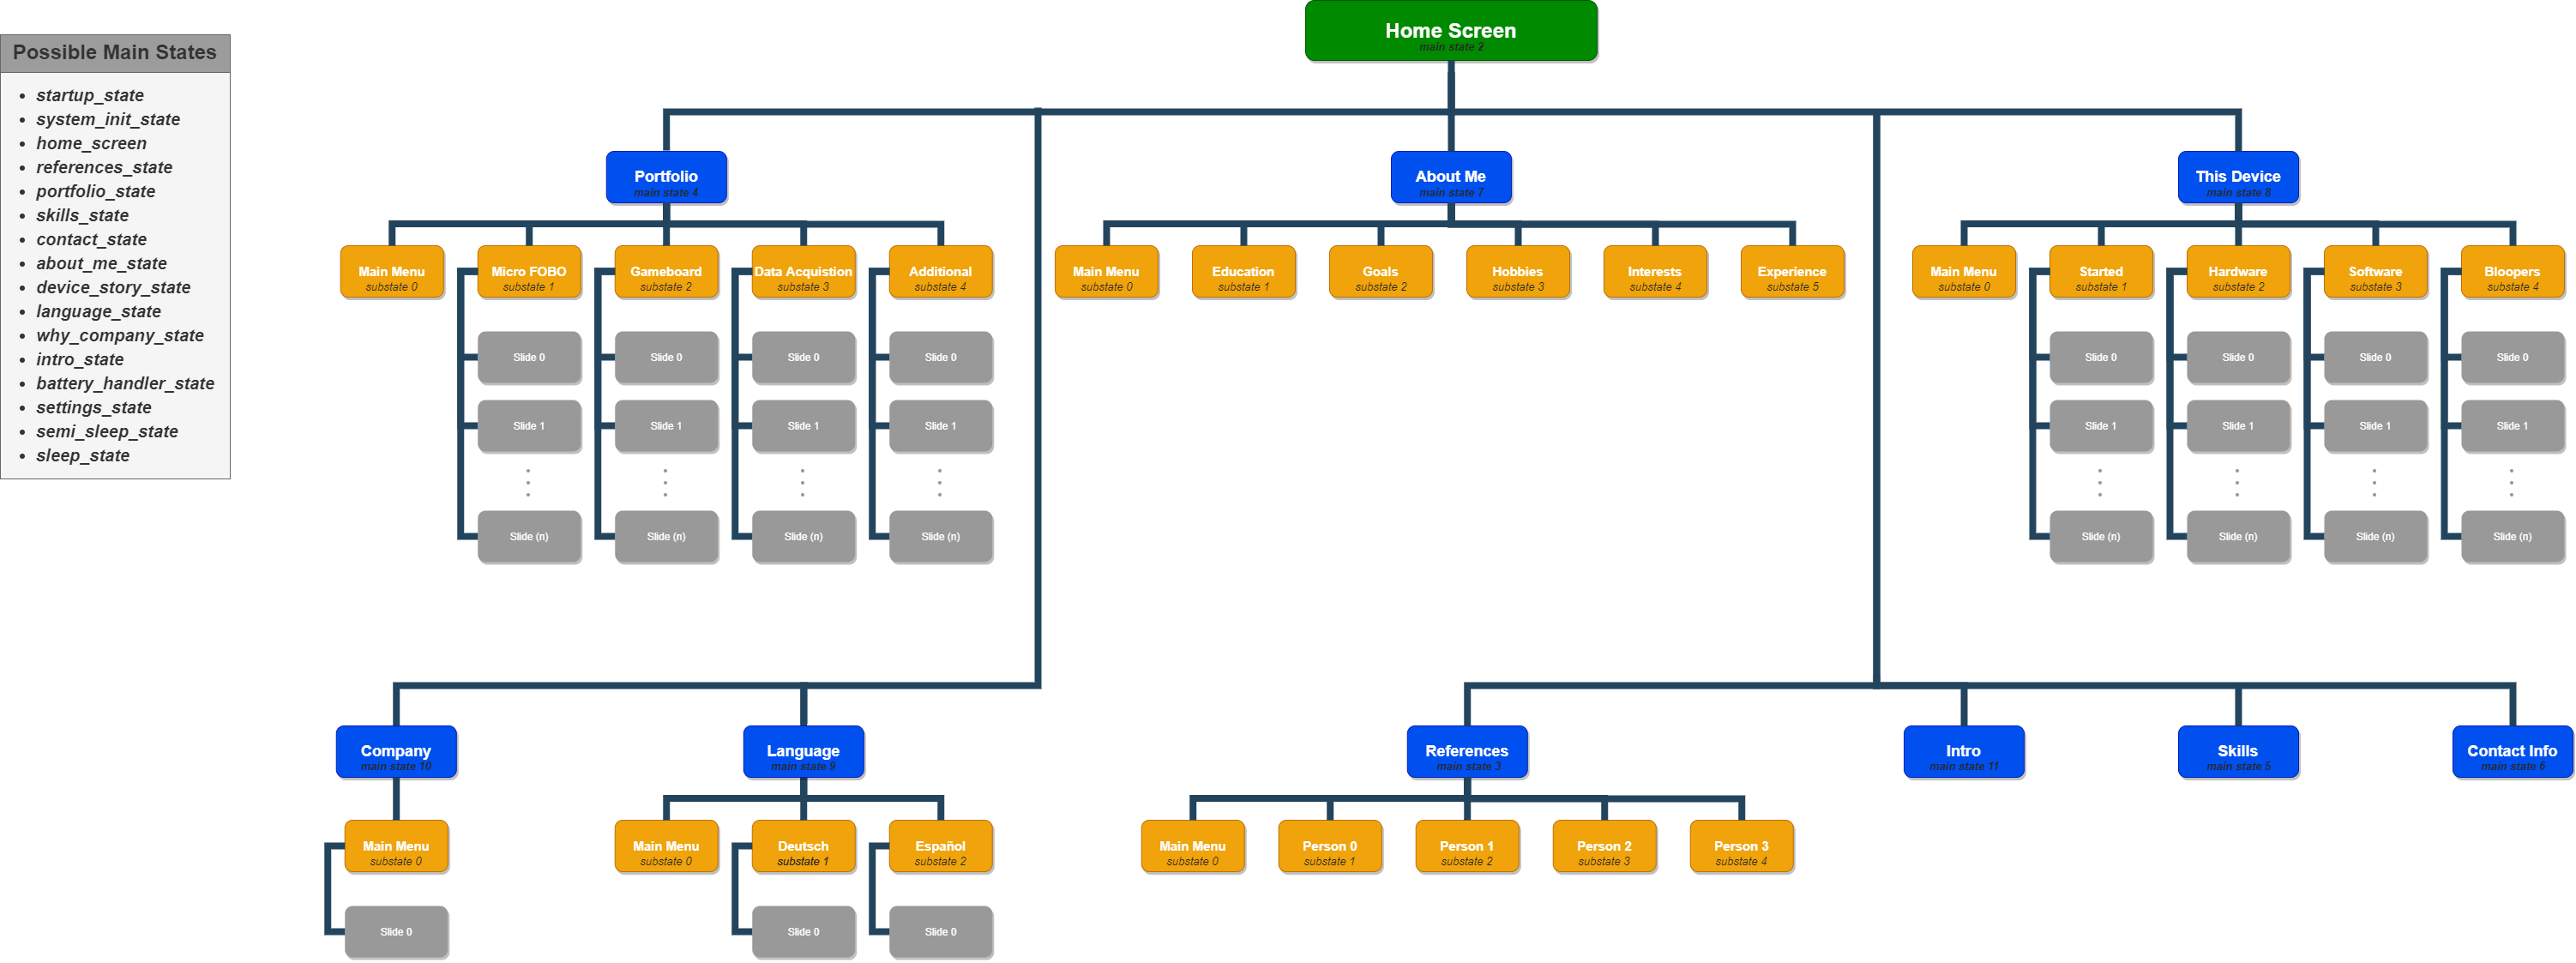 Home Screen
main state 2
Possible Main States
startup_state
system_init_state
home_screen
references_state
portfolio_state
skills_state
contact_state
about_me_state
device_story_state
language_state
why_company_state
intro_state
battery_handler_state
settings_state
semi_sleep_state
sleep_state
Portfolio
main state 4
About Me
main state 7
This Device
main state 8
Main Menu
substate 0
Micro FOBO
substate 1
Gameboard
substate 2
Data Acquistion
substate 3
Additional
substate 4
Main Menu
substate 0
Education
substate 1
Goals
substate 2
Hobbies
substate 3
Interests
substate 4
Experience
substate 5
Main Menu
substate 0
Started
substate 1
Hardware
substate 2
Software
substate 3
Bloopers
substate 4
Slide 0
Slide 0
Slide 0
Slide 0
Slide 0
Slide 0
Slide 0
Slide 0
Slide 1
Slide 1
Slide 1
Slide 1
Slide 1
Slide 1
Slide 1
Slide 1
Slide (n)
Slide (n)
Slide (n)
Slide (n)
Slide (n)
Slide (n)
Slide (n)
Slide (n)
Company
main state 10
Language
main state 9
References
main state 3
Intro
main state 11
Skills
main state 5
Contact Info
main state 6
Main Menu
substate 0
Main Menu
substate 0
Deutsch
substate 1
Español
substate 2
Main Menu
substate 0
Person 0
substate 1
Person 1
substate 2
Person 2
substate 3
Person 3
substate 4
Slide 0
Slide 0
Slide 0